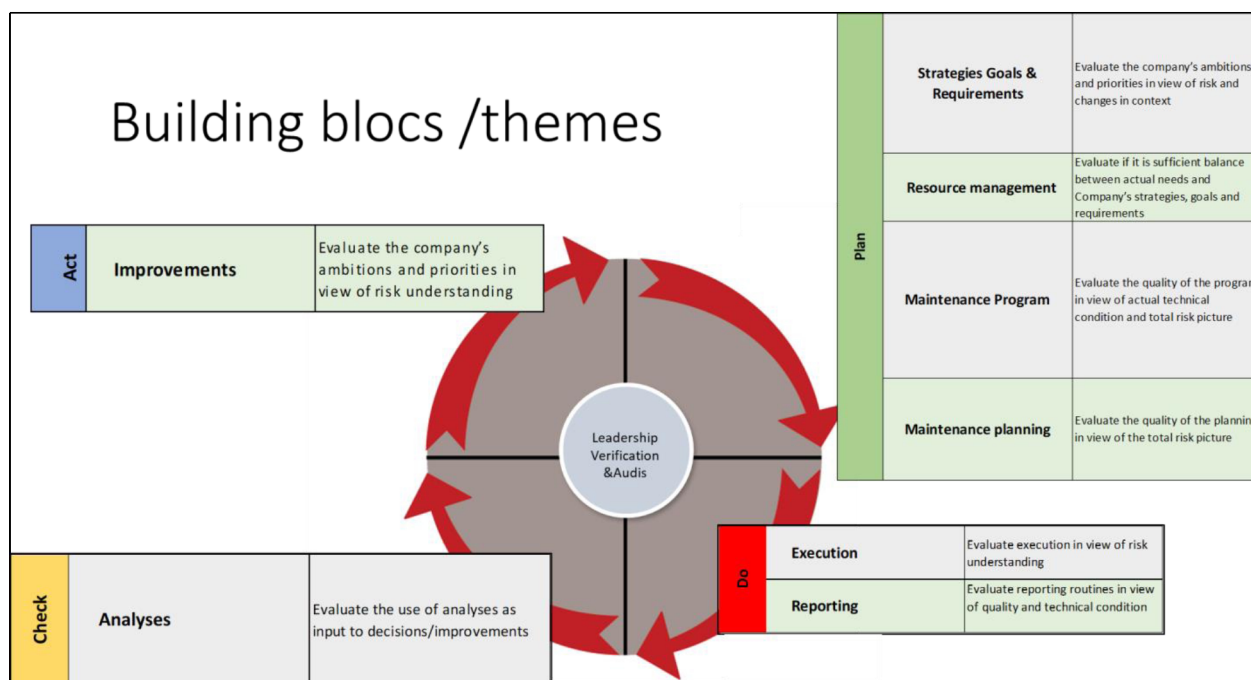 Building blocs /themes
Plan
Strategies Goals &
Requirements
Evaluate the company's ambitions
and priorities in view of risk and
changes in context
Resource management
Evaluate if it is sufficient balance
between actual needs and
Company's strategies, goals and
requirements
Maintenance Program
Evaluate the quality of the program
in view of actual technical
condition and total risk picture
Maintenance planning
Evaluate the quality of the plannin
in view of the total risk picture
Act
Improvements
Evaluate the company's
ambitions and priorities in
view of risk understanding
Leadership
Verification
&Audis
Do
Execution
Evaluate execution in view of risk
understanding
Reporting
Evaluate reporting routines in view
of quality and technical condition
Check
Analyses
Evaluate the use of analyses as
input to decisions/improvements